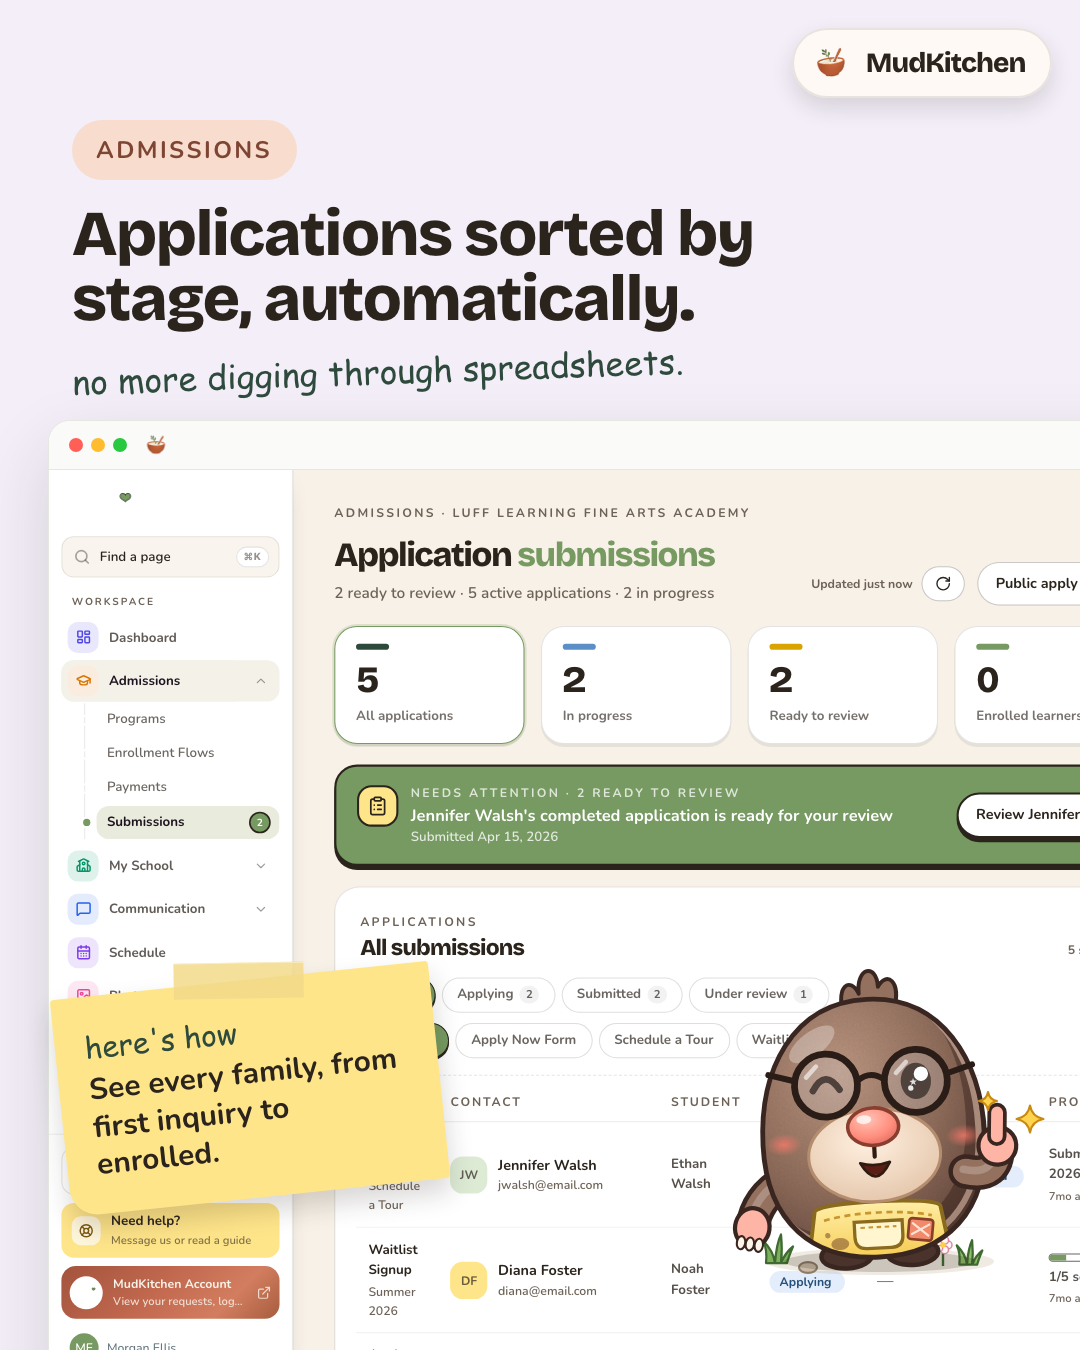 MudKitchen
ADMISSIONS
Applications sorted by
stage, automatically.
no more digging through spreadsheets.
ADMISSIONS · LUFF LEARNING FINE ARTS ACADEMY
Application submissions
2 ready to review · 5 active applications · 2 in progress
Updated just now
Public apply
Find a page
⌘K
WORKSPACE
Dashboard
Admissions
Programs
Enrollment Flows
Payments
Submissions
2
My School
Communication
Schedule
5
All applications
2
In progress
2
Ready to review
0
Enrolled learners
NEEDS ATTENTION · 2 READY TO REVIEW
Jennifer Walsh's completed application is ready for your review
Submitted Apr 15, 2026
Review Jennifer
APPLICATIONS
All submissions
5
Applying 2
Submitted 2
Under review 1
Apply Now Form
Schedule a Tour
CONTACT
STUDENT
here's how
See every family, from
first inquiry to
enrolled.
Schedule
a Tour
JW
Jennifer Walsh
jwalsh@email.com
Ethan
Walsh
2026
7mo
Waitlist
Signup
Summer
2026
DF
Diana Foster
diana@email.com
Noah
Foster
Applying
—
1/5
7mo
Need help?
Message us or read a guide
MudKitchen Account
View your requests, log...
ME
Morgan Ellis